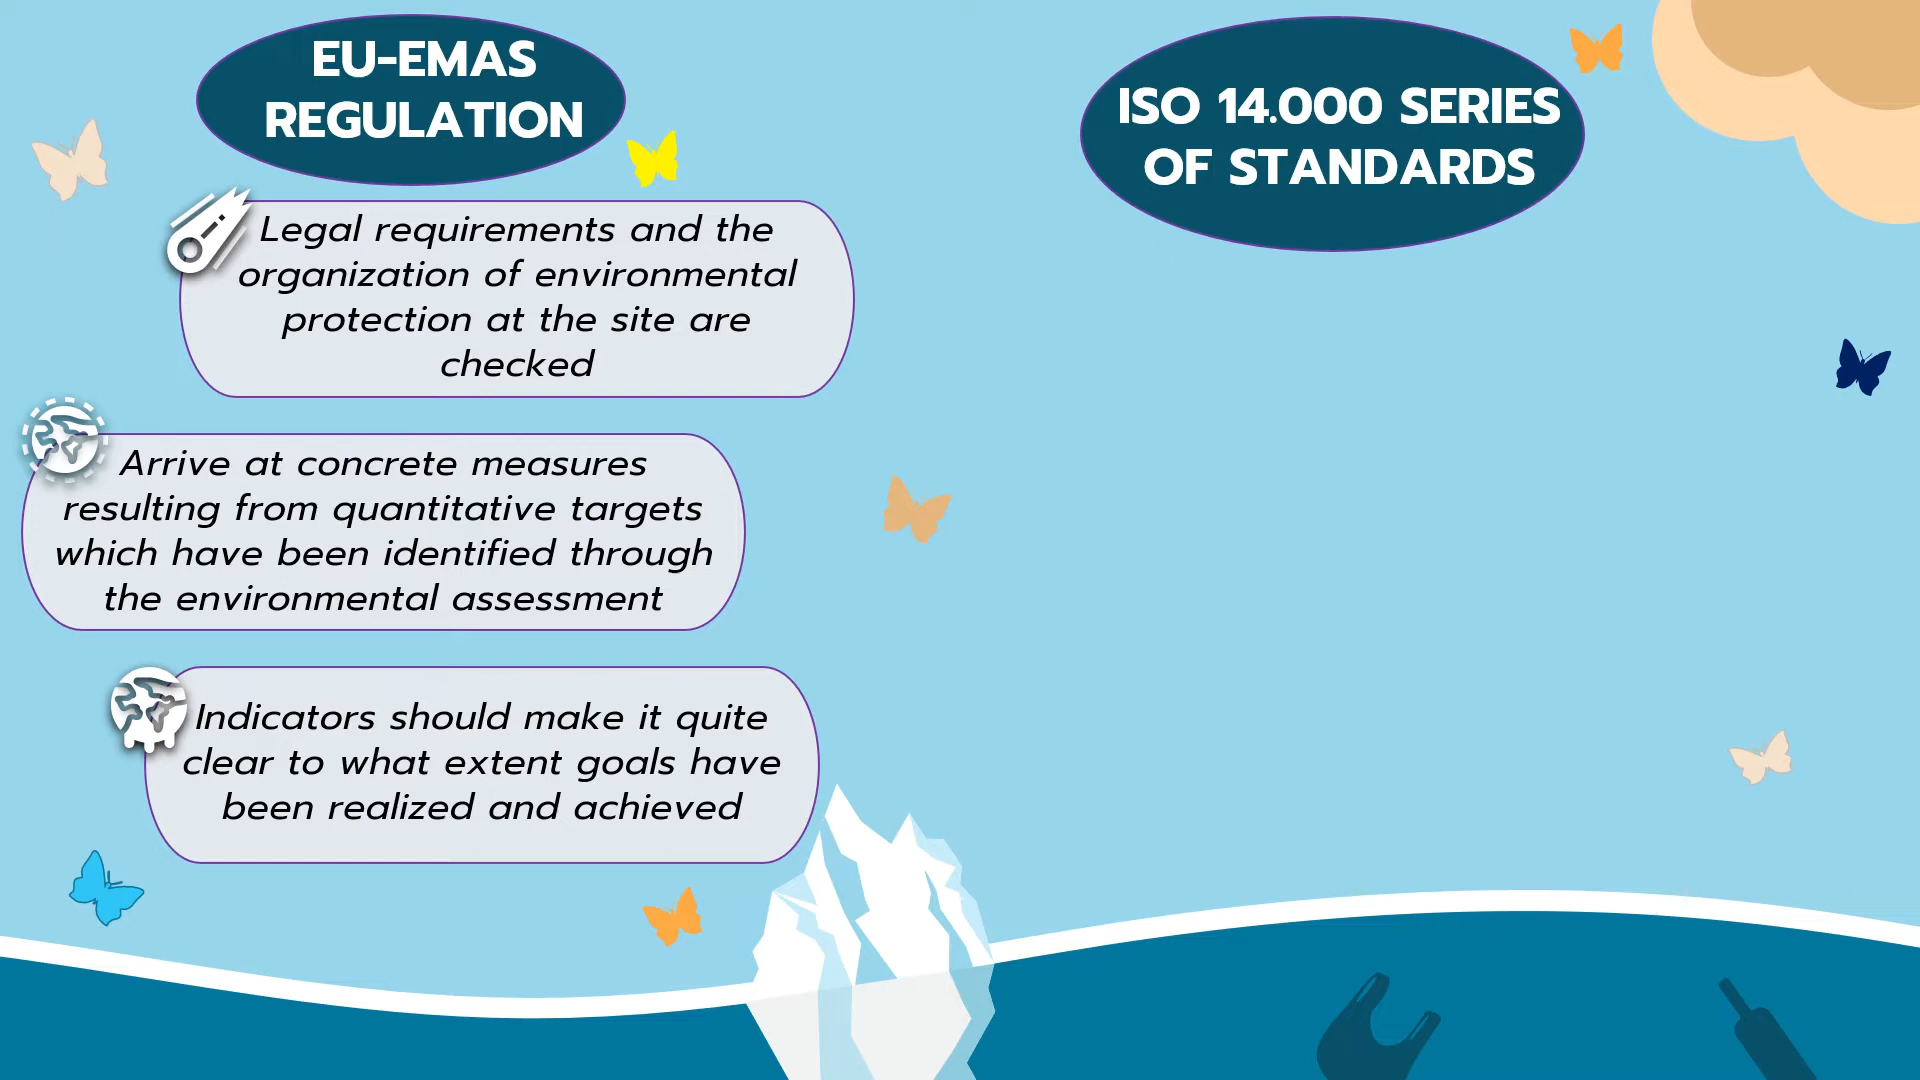 EU-EMAS
REGULATION
Legal requirements and the
organization of environmental
protection at the site are
checked
Arrive at concrete measures
resulting from quantitative targets
which have been identified through
the environmental assessment
Indicators should make it quite
clear to what extent goals have
been realized and achieved
ISO 14.000 SERIES
OF STANDARDS